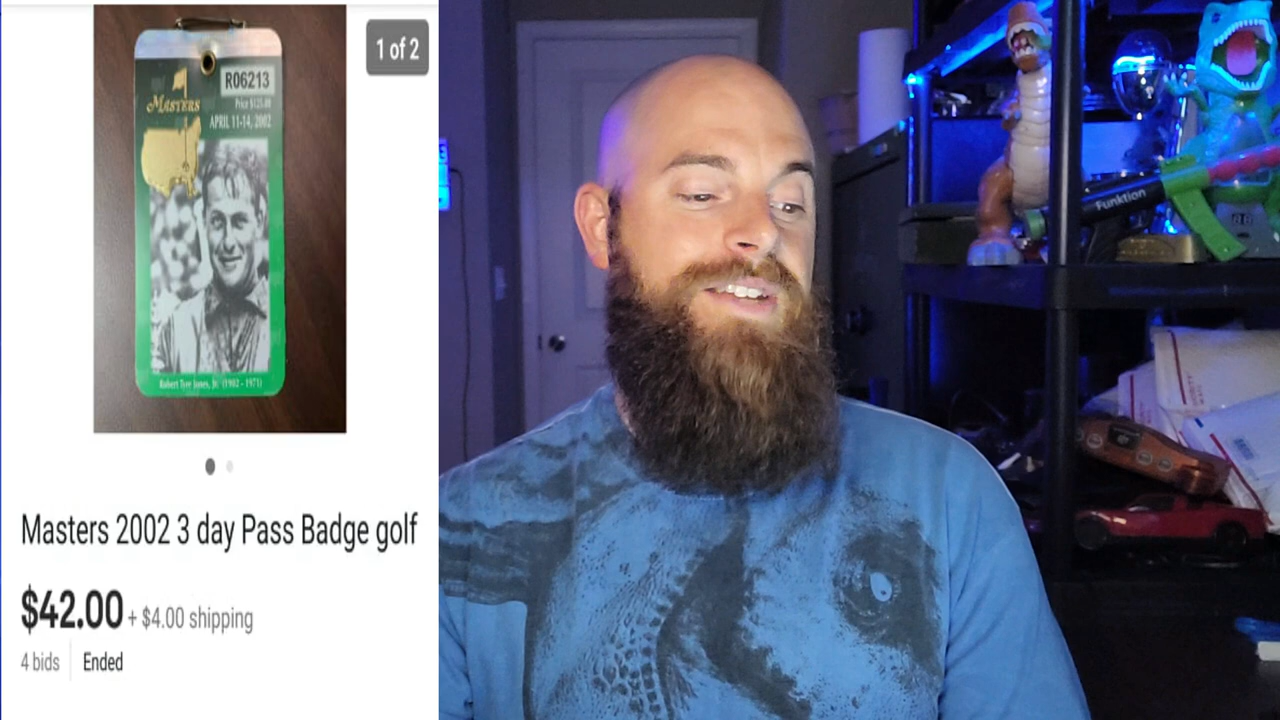 1 of 2
R06213
Price $125.00
MASTERS
APRIL 11-14, 2002
Robert Tyre Jones, Jr. (1902 - 1971)
Masters 2002 3 day Pass Badge golf
$42.00 + $4.00 shipping
4 bids Ended
Funktion